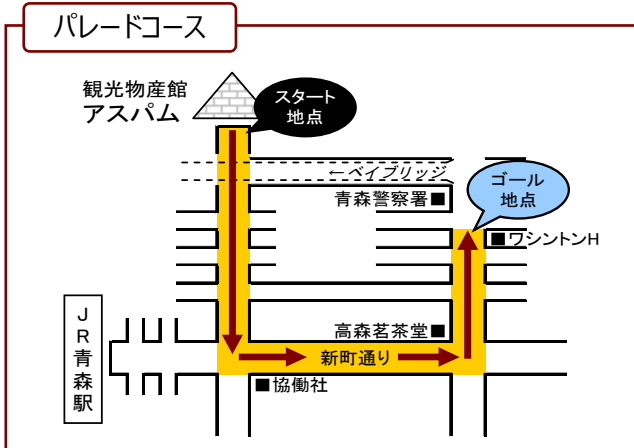 パレードコース
観光物産館
アスパム
スタート
地点
←ベイブリッジ
青森警察署■
ゴール
地点
■ワシントンH
JR青森駅
高森茗茶堂■
新町通り
■協働社